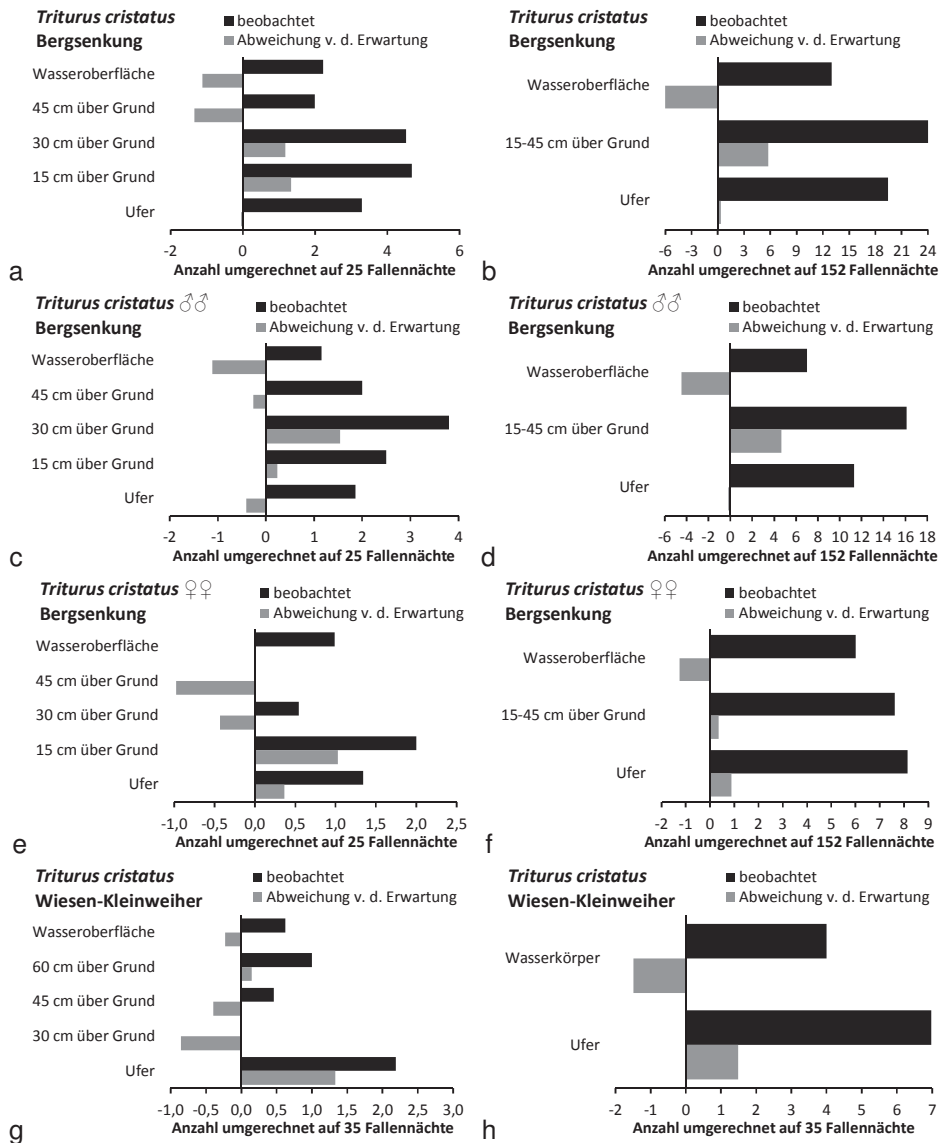 Triturus cristatus
Bergsenkung
beobachtet
Abweichung v. d. Erwartung
Wasseroberfläche
45 cm über Grund
30 cm über Grund
15 cm über Grund
Ufer
-2 0 2 4 6
Anzahl umgerechnet auf 25 Fallennächte
a
Triturus cristatus
Bergsenkung
beobachtet
Abweichung v. d. Erwartung
Wasseroberfläche
15-45 cm über Grund
Ufer
-6 -3 0 3 6 9 12 15 18 21 24
Anzahl umgerechnet auf 152 Fallennächte
b
Triturus cristatus ♂♂
Bergsenkung
beobachtet
Abweichung v. d. Erwartung
Wasseroberfläche
45 cm über Grund
30 cm über Grund
15 cm über Grund
Ufer
-2 -1 0 1 2 3 4
Anzahl umgerechnet auf 25 Fallennächte
c
Triturus cristatus ♂♂
Bergsenkung
beobachtet
Abweichung v. d. Erwartung
Wasseroberfläche
15-45 cm über Grund
Ufer
-6 -4 -2 0 2 4 6 8 10 12 14 16 18
Anzahl umgerechnet auf 152 Fallennächte
d
Triturus cristatus ♀♀
Bergsenkung
beobachtet
Abweichung v. d. Erwartung
Wasseroberfläche
45 cm über Grund
30 cm über Grund
15 cm über Grund
Ufer
-1,0 -0,5 0,0 0,5 1,0 1,5 2,0 2,5
Anzahl umgerechnet auf 25 Fallennächte
e
Triturus cristatus ♀♀
Bergsenkung
beobachtet
Abweichung v. d. Erwartung
Wasseroberfläche
15-45 cm über Grund
Ufer
-2 -1 0 1 2 3 4 5 6 7 8 9
Anzahl umgerechnet auf 152 Fallennächte
f
Triturus cristatus
Wiesen-Kleinweiher
beobachtet
Abweichung v. d. Erwartung
Wasseroberfläche
60 cm über Grund
45 cm über Grund
30 cm über Grund
Ufer
-1,0 -0,5 0,0 0,5 1,0 1,5 2,0 2,5 3,0
Anzahl umgerechnet auf 35 Fallennächte
g
Triturus cristatus
Wiesen-Kleinweiher
beobachtet
Abweichung v. d. Erwartung
Wasserkörper
Ufer
-2 -1 0 1 2 3 4 5 6 7
Anzahl umgerechnet auf 35 Fallennächte
h